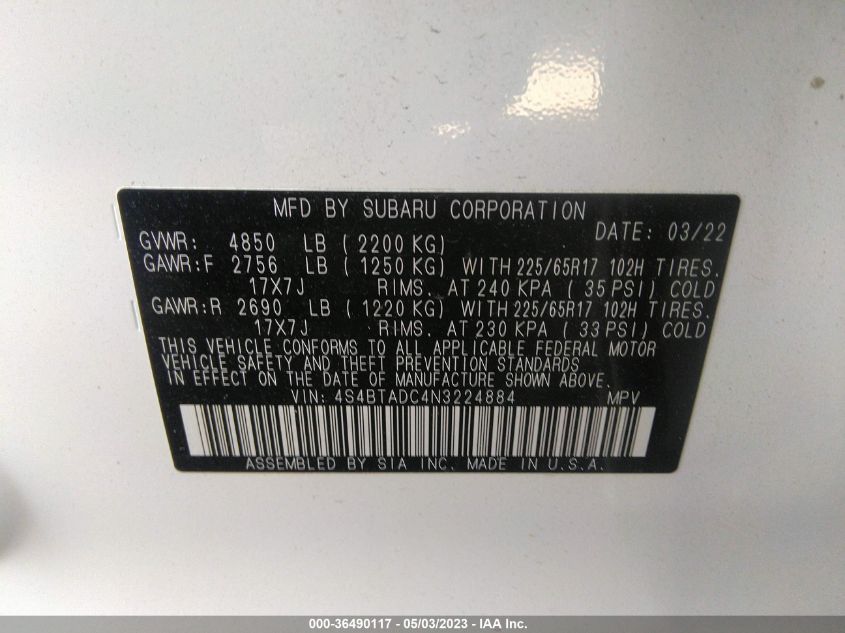 MFD BY SUBARU CORPORATION
DATE: 03/22
GVWR: 4850 LB ( 2200 KG)
GAWR:F 2756 LB ( 1250 KG) WITH 225/65R17 102H TIRES.
17X7J RIMS. AT 240 KPA ( 35 PSI) COLD
GAWR:R 2690 LB ( 1220 KG) WITH 225/65R17 102H TIRES.
17X7J RIMS. AT 230 KPA ( 33 PSI) COLD
THIS VEHICLE CONFORMS TO ALL APPLICABLE FEDERAL MOTOR
VEHICLE SAFETY AND THEFT PREVENTION STANDARDS
IN EFFECT ON THE DATE OF MANUFACTURE SHOWN ABOVE.
VIN: 4S4BTADC4N3224884 MPV
ASSEMBLED BY SIA INC. MADE IN U.S.A.
000-36490117 - 05/03/2023 - © IAA, Inc.